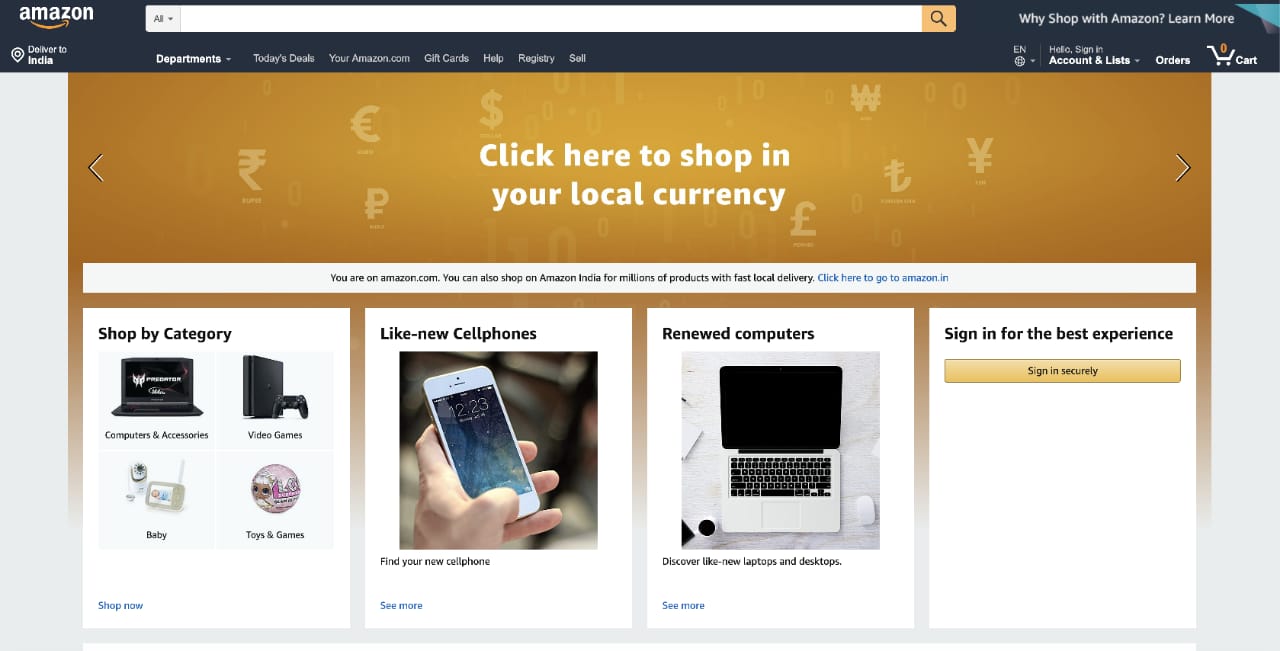 amazon
All
Why Shop with Amazon? Learn More
Deliver to
India
Departments
Today's Deals
Your Amazon.com
Gift Cards
Help
Registry
Sell
EN
Hello, Sign in
Account & Lists
Orders
0
Cart
€
$
₩
¥
₹
₽
₺
£
RUPEE
Click here to shop in
your local currency
You are on amazon.com. You can also shop on Amazon India for millions of products with fast local delivery. Click here to go to amazon.in
Shop by Category
PREDATOR
Computers & Accessories
Video Games
Baby
Toys & Games
Shop now
Like-new Cellphones
12:23
Find your new cellphone
See more
Renewed computers
Discover like-new laptops and desktops.
See more
Sign in for the best experience
Sign in securely